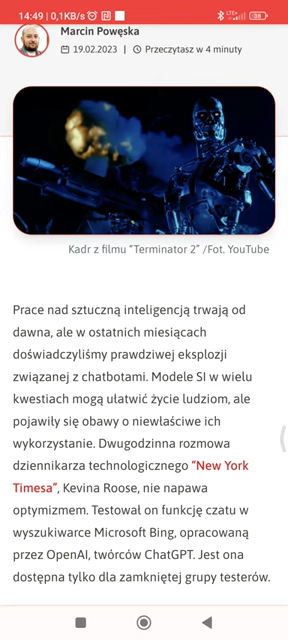 14:49 | 0,1KB/s
Marcin Powęska
19.02.2023 | Przeczytasz w 4 minuty
Kadr z filmu “Terminator 2” /Fot. YouTube
Prace nad sztuczną inteligencją trwają od
dawna, ale w ostatnich miesiącach
doświadczyliśmy prawdziwej eksplozji
związanej z chatbotami. Modele SI w wielu
kwestiach mogą ułatwić życie ludziom, ale
pojawiły się obawy o niewłaściwe ich
wykorzystanie. Dwugodzinna rozmowa
dziennikarza technologicznego “New York
Timesa”, Kevina Roose, nie napawa
optymizmem. Testował on funkcję czatu w
wyszukiwarce Microsoft Bing, opracowaną
przez OpenAI, twórców ChatGPT. Jest ona
dostępna tylko dla zamkniętej grupy testerów.